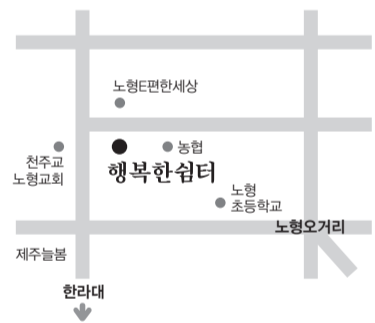 노형E편한세상
농협
천주교
노형교회
행복한쉼터
노형
초등학교
노형오거리
제주늘봄
한라대